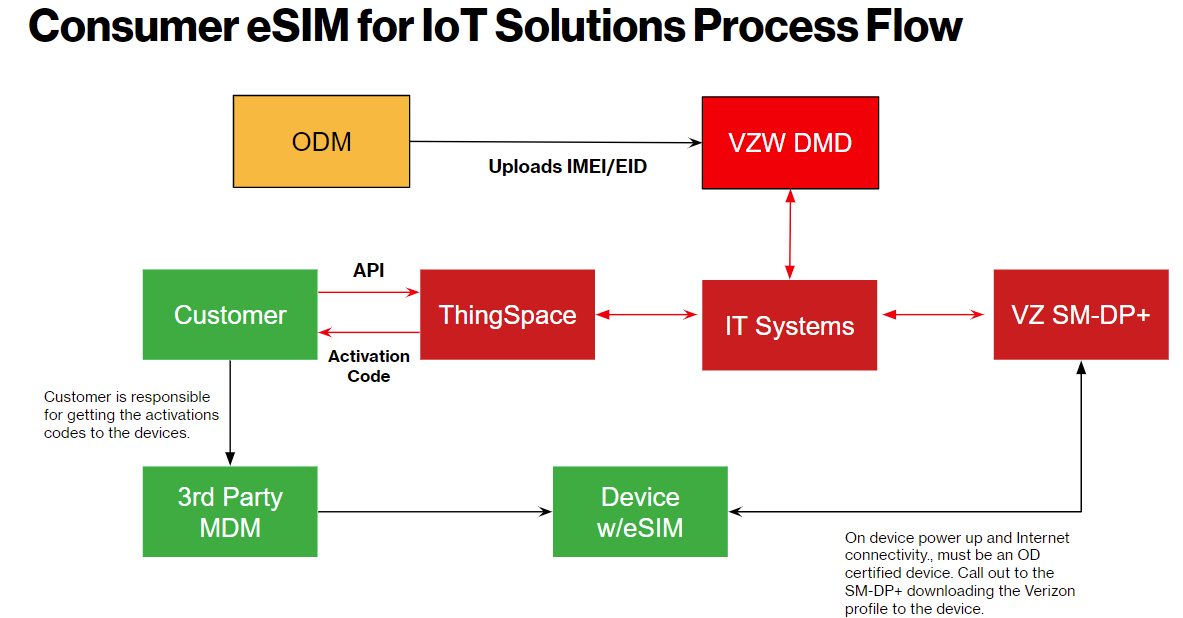 Consumer eSIM for IoT Solutions Process Flow
ODM
Uploads IMEI/EID
VZW DMD
Customer
API
Activation
Code
ThingSpace
IT Systems
VZ SM-DP+
Customer is responsible
for getting the activations
codes to the devices.
3rd Party
MDM
Device
w/eSIM
On device power up and Internet
connectivity., must be an OD
certified device. Call out to the
SM-DP+ downloading the Verizon
profile to the device.